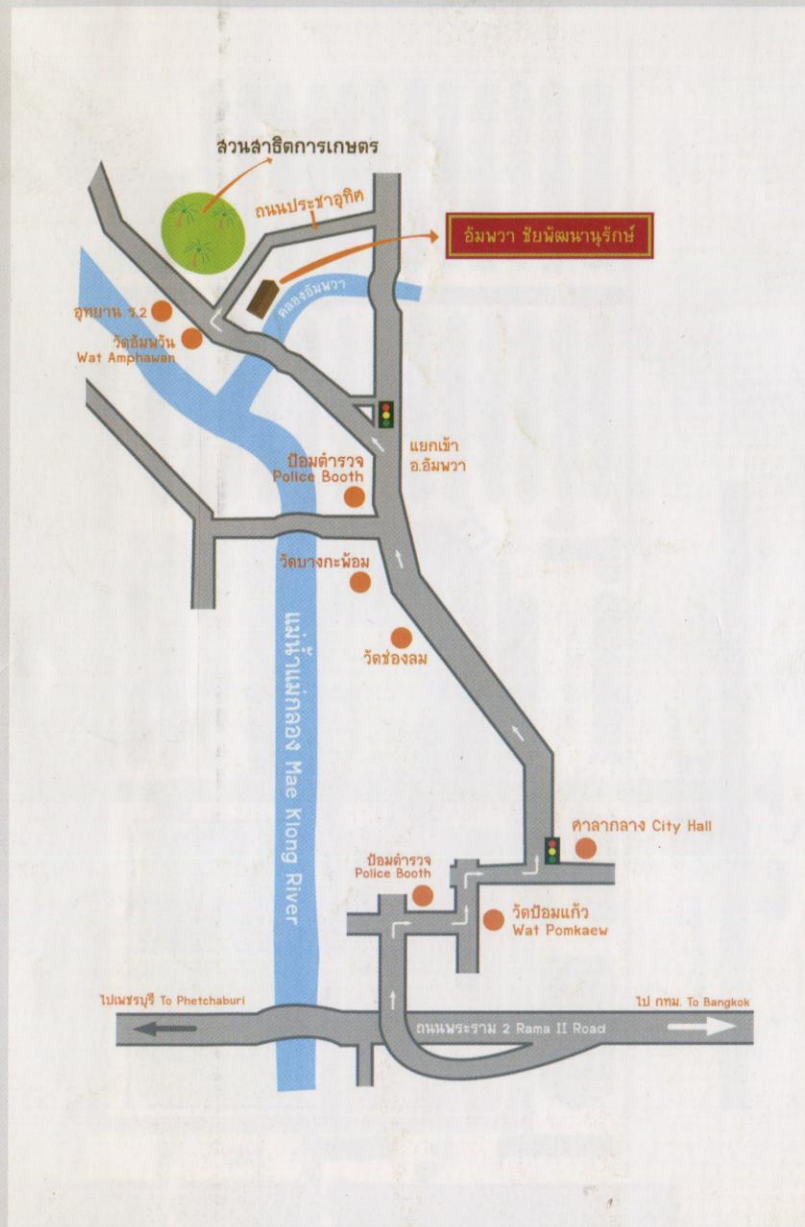 สวนสาธิตการเกษตร
ถนนประชาอุทิศ
อัมพวา ชัยพัฒนานุรักษ์
คลองอัมพวา
อุทยาน ร.2
วัดอัมพวัน
Wat Amphawan
แยกเข้า
อ.อัมพวา
ป้อมตำรวจ
Police Booth
วัดบางกะพ้อม
วัดช่องลม
แม่น้ำแม่กลอง Mae Klong River
ศาลากลาง City Hall
ป้อมตำรวจ
Police Booth
วัดป้อมแก้ว
Wat Pomkaew
ไปเพชรบุรี To Phetchaburi
ไป กทม. To Bangkok
ถนนพระราม 2 Rama II Road